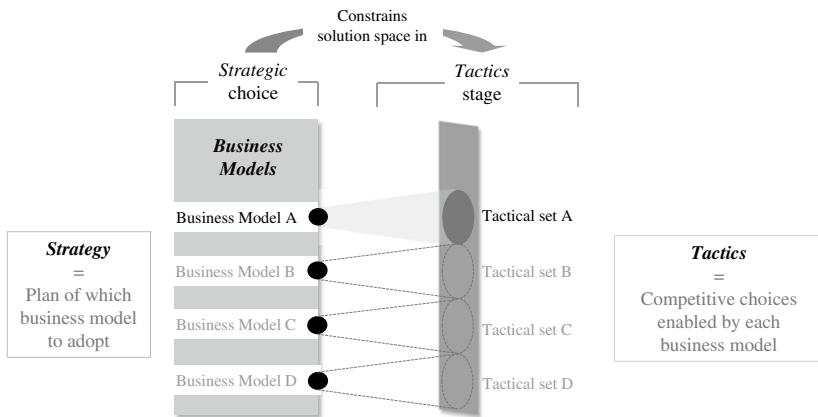 Constrains
solution space in
Strategic
choice
Tactics
stage
Business
Models
Business Model A
Tactical set A
Business Model B
Tactical set B
Business Model C
Tactical set C
Business Model D
Tactical set D
Strategy
=
Plan of which
business model
to adopt
Tactics
=
Competitive choices
enabled by each
business model